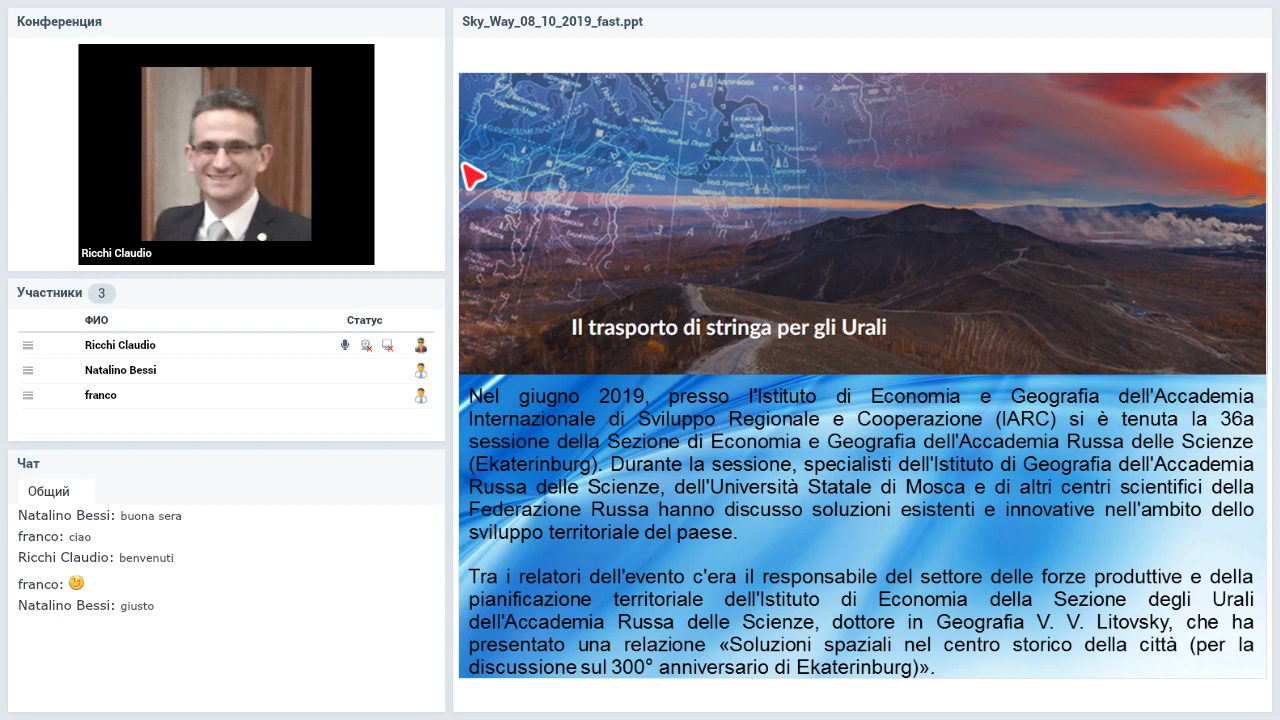 Конференция
Ricchi Claudio
Участники 3
ФИО Статус
Ricchi Claudio
Natalino Bessi
franco
Чат
Общий
Natalino Bessi: buona sera
franco: ciao
Ricchi Claudio: benvenuti
franco:
Natalino Bessi: giusto
Sky_Way_08_10_2019_fast.ppt
Il trasporto di stringa per gli Urali
Nel giugno 2019, presso l'Istituto di Economia e Geografia dell'Accademia
Internazionale di Sviluppo Regionale e Cooperazione (IARC) si è tenuta la 36a
sessione della Sezione di Economia e Geografia dell'Accademia Russa delle Scienze
(Ekaterinburg). Durante la sessione, specialisti dell'Istituto di Geografia dell'Accademia
Russa delle Scienze, dell'Università Statale di Mosca e di altri centri scientifici della
Federazione Russa hanno discusso soluzioni esistenti e innovative nell'ambito dello
sviluppo territoriale del paese.
Tra i relatori dell'evento c'era il responsabile del settore delle forze produttive e della
pianificazione territoriale dell'Istituto di Economia della Sezione degli Urali
dell'Accademia Russa delle Scienze, dottore in Geografia V. V. Litovsky, che ha
presentato una relazione «Soluzioni spaziali nel centro storico della città (per la
discussione sul 300° anniversario di Ekaterinburg)».